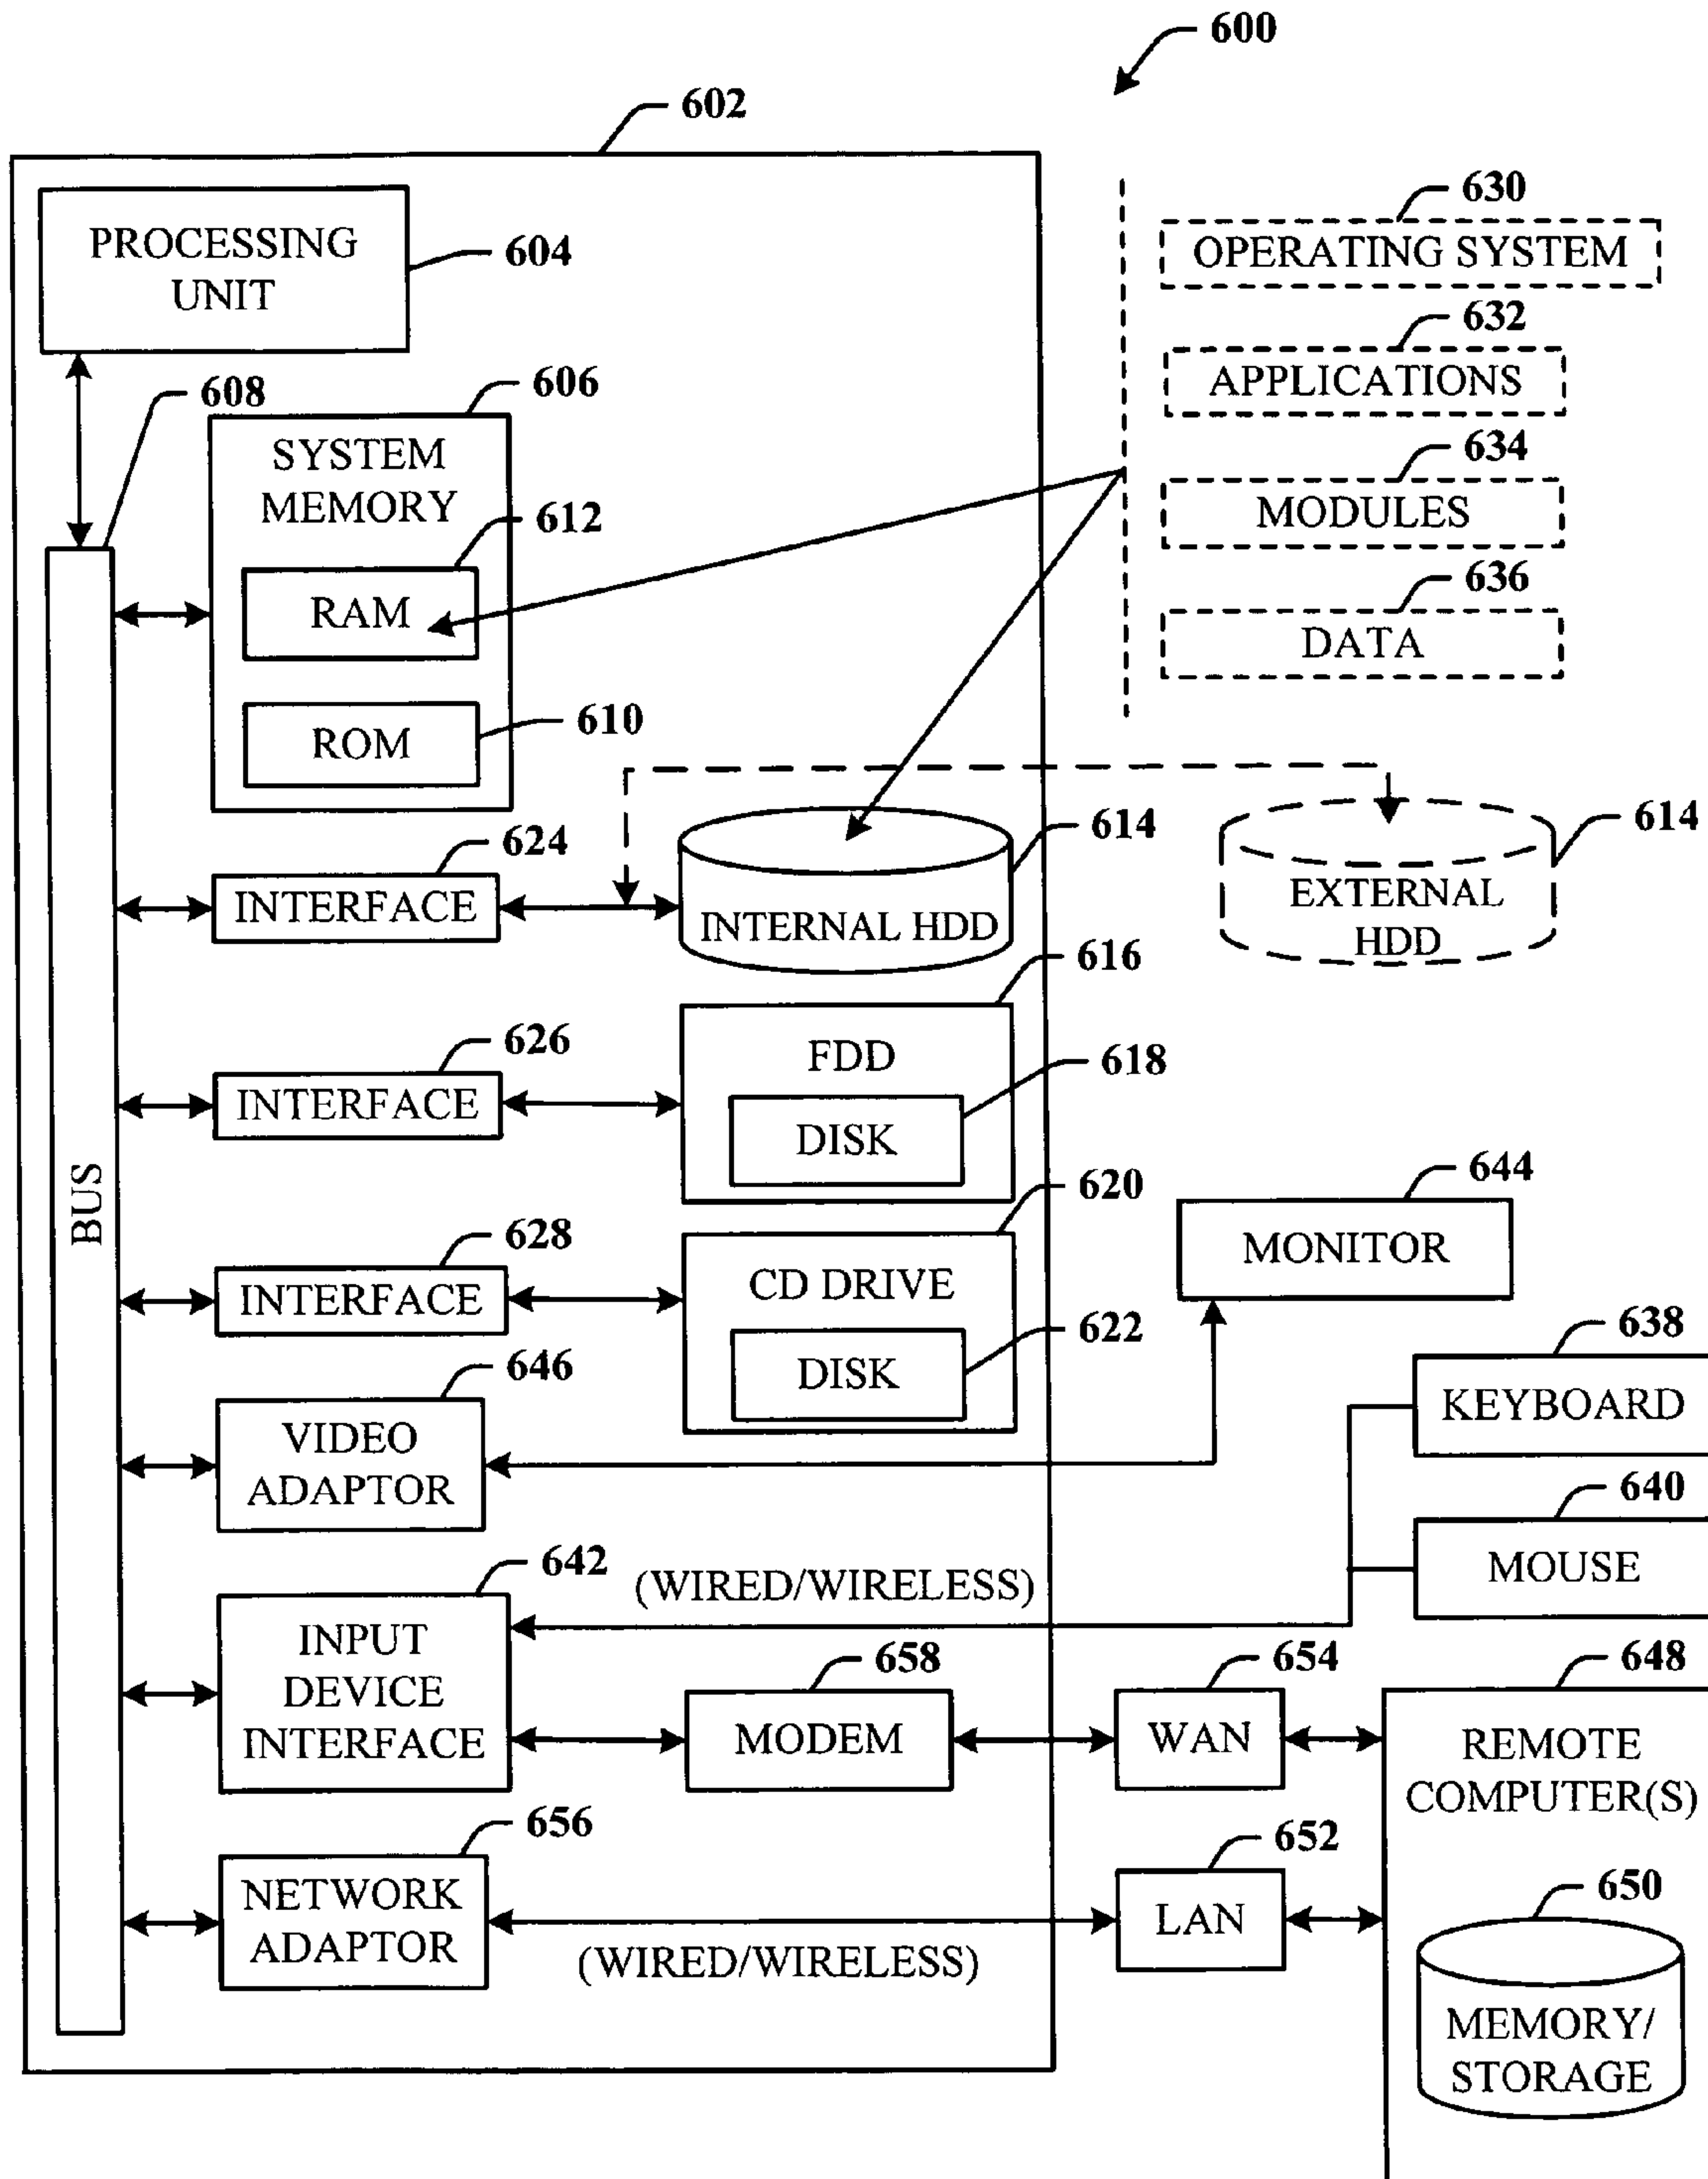 600
602
PROCESSING
UNIT
604
630
OPERATING SYSTEM
632
APPLICATIONS
634
MODULES
636
DATA
608
606
SYSTEM
MEMORY
612
RAM
610
ROM
BUS
624
INTERFACE
614
INTERNAL HDD
614
EXTERNAL
HDD
626
INTERFACE
616
FDD
618
DISK
628
INTERFACE
620
CD DRIVE
622
DISK
644
MONITOR
646
VIDEO
ADAPTOR
638
KEYBOARD
640
MOUSE
642
(WIRED/WIRELESS)
INPUT
DEVICE
INTERFACE
658
MODEM
654
WAN
648
REMOTE
COMPUTER(S)
656
NETWORK
ADAPTOR
(WIRED/WIRELESS)
652
LAN
650
MEMORY/
STORAGE